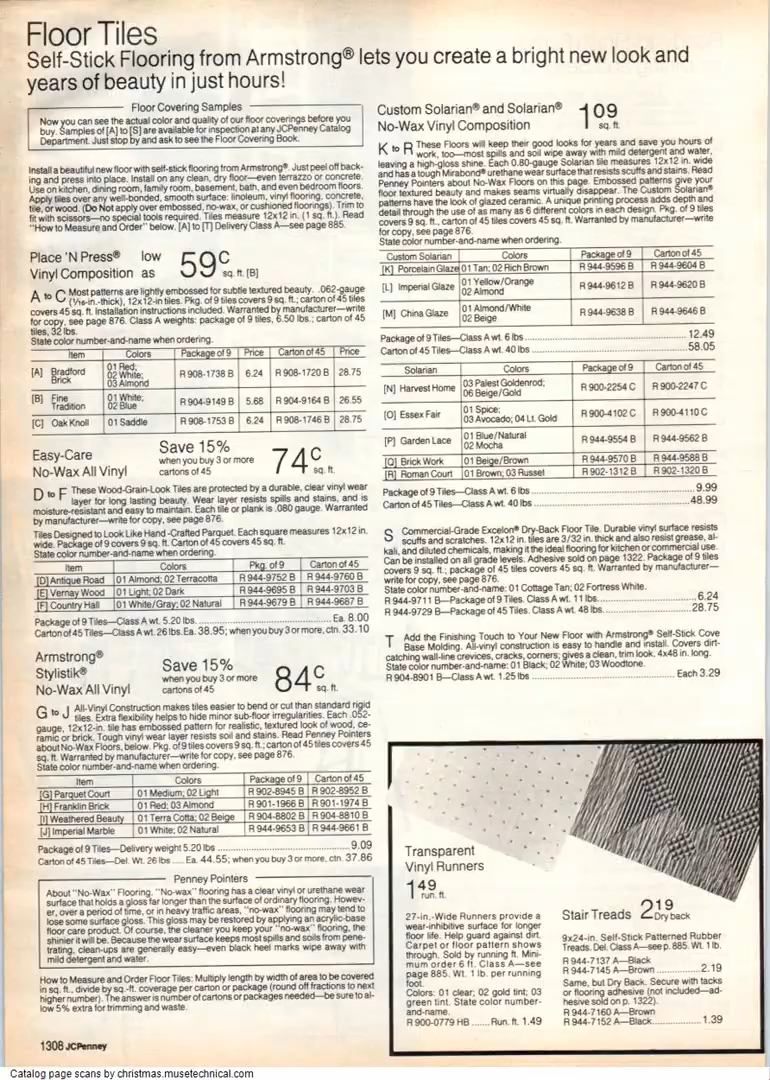 Floor Tiles
Self-Stick Flooring from Armstrong® lets you create a bright new look and
years of beauty in just hours!
Floor Covering Samples
Now you can see the actual color and quality of our floor coverings before you
buy. Samples of [A] to [S] are available for inspection at any JCPenney Catalog
Department. Just stop by and ask to see the Floor Covering Book.
Install a beautiful new floor with self-stick flooring from Armstrong®. Just peel off back-
ing and press into place. Install on any clean, dry floor—even terrazzo or concrete.
Use on kitchen, dining room, family room, basement, bath, and even bedroom floors.
Apply tiles over any well-bonded, smooth surface: linoleum, vinyl flooring, concrete,
tile, or wood. (Do Not apply over embossed, no-wax, or cushioned floorings). Trim to
fit with scissors—no special tools required. Tiles measure 12x12 in. (1 sq. ft.). Read
"How to Measure and Order" below. [A] to [T] Delivery Class A—see page 885.
Place 'N Press® low 59¢
Vinyl Composition as sq. ft. [B]
A to C Most patterns are lightly embossed for subtle textured beauty. .062-gauge
(1/16-in.-thick), 12x12-in tiles. Pkg. of 9 tiles covers 9 sq. ft.; carton of 45 tiles
covers 45 sq. ft. Installation instructions included. Warranted by manufacturer—write
for copy, see page 876. Class A weights: package of 9 tiles, 6.50 lbs.; carton of 45
tiles, 32 lbs.
State color number-and-name when ordering.
Item Colors Package of 9 Price Carton of 45 Price
[A] Bradford Brick 01 Red; 02 White; 03 Almond R 908-1738 B 6.24 R 908-1720 B 28.75
[B] Fine Tradition 01 White; 02 Blue R 904-9149 B 5.68 R 904-9164 B 26.55
[C] Oak Knoll 01 Saddle R 908-1753 B 6.24 R 908-1746 B 28.75
Easy-Care
No-Wax All Vinyl
Save 15%
when you buy 3 or more
cartons of 45
74¢
sq. ft.
D to F These Wood-Grain-Look Tiles are protected by a durable, clear vinyl wear
layer for long lasting beauty. Wear layer resists spills and stains, and is
moisture-resistant and easy to maintain. Each tile or plank is .080 gauge. Warranted
by manufacturer—write for copy, see page 876.
Tiles Designed to Look Like Hand-Crafted Parquet. Each square measures 12x12 in.
wide. Package of 9 covers 9 sq. ft. Carton of 45 covers 45 sq. ft.
State color number-and-name when ordering.
Item Colors Pkg. of 9 Carton of 45
[D] Antique Road 01 Almond; 02 Terracotta R 944-9752 B R 944-9760 B
[E] Vernay Wood 01 Light; 02 Dark R 944-9695 B R 944-9703 B
[F] Country Hall 01 White/Gray; 02 Natural R 944-9679 B R 944-9687 B
Package of 9 Tiles—Class A wt. 5.20 lbs. Ea. 8.00
Carton of 45 Tiles—Class A wt. 26 lbs. Ea. 38.95; when you buy 3 or more, ctn. 33.10
Armstrong®
Stylistik®
No-Wax All Vinyl
Save 15%
when you buy 3 or more
cartons of 45
84¢
sq. ft.
G to J All-Vinyl Construction makes tiles easier to bend or cut than standard rigid
tiles. Extra flexibility helps to hide minor sub-floor irregularities. Each .052-
gauge, 12x12-in. tile has embossed pattern for realistic, textured look of wood, ce-
ramic or brick. Tough vinyl wear layer resists soil and stains. Read Penney Pointers
about No-Wax Floors, below. Pkg. of 9 tiles covers 9 sq. ft.; carton of 45 tiles covers 45
sq. ft. Warranted by manufacturer—write for copy, see page 876.
State color number-and-name when ordering.
Item Colors Package of 9 Carton of 45
[G] Parquet Court 01 Medium; 02 Light R 902-8945 B R 902-8952 B
[H] Franklin Brick 01 Red; 03 Almond R 901-1966 B R 901-1974 B
[I] Weathered Beauty 01 Terra Cotta; 02 Beige R 904-8802 B R 904-8810 B
[J] Imperial Marble 01 White; 02 Natural R 944-9653 B R 944-9661 B
Package of 9 Tiles—Delivery weight 5.20 lbs 9.09
Carton of 45 Tiles—Del. Wt. 26 lbs ..... Ea. 44.55; when you buy 3 or more, ctn. 37.86
Penney Pointers
About "No-Wax" Flooring. "No-wax" flooring has a clear vinyl or urethane wear
surface that holds a gloss far longer than the surface of ordinary flooring. Howev-
er, over a period of time, or in heavy traffic areas, "no-wax" flooring may tend to
lose some surface gloss. This gloss may be restored by applying an acrylic-base
floor care product. Of course, the cleaner you keep your "no-wax" flooring, the
shinier it will be. Because the wear surface keeps most spills and soils from pene-
trating, clean-ups are generally easy—even black heel marks wipe away with
mild detergent and water.
How to Measure and Order Floor Tiles: Multiply length by width of area to be covered
in sq. ft., divide by sq.-ft. coverage per carton or package (round off fractions to next
higher number). The answer is number of cartons or packages needed—be sure to al-
low 5% extra for trimming and waste.
1308 JCPenney
Custom Solarian® and Solarian®
No-Wax Vinyl Composition
1 09
sq. ft.
K to R These Floors will keep their good looks for years and save you hours of
work, too—most spills and soil wipe away with mild detergent and water,
leaving a high-gloss shine. Each 0.80-gauge Solarian tile measures 12x12 in. wide
and has a tough Mirabond® urethane wear surface that resists scuffs and stains. Read
Penney Pointers about No-Wax Floors on this page. Embossed patterns give your
floor textured beauty and makes seams virtually disappear. The Custom Solarian®
patterns have the look of glazed ceramic. A unique printing process adds depth and
detail through the use of as many as 6 different colors in each design. Pkg. of 9 tiles
covers 9 sq. ft., carton of 45 tiles covers 45 sq. ft. Warranted by manufacturer—write
for copy, see page 876.
State color number-and-name when ordering.
Custom Solarian Colors Package of 9 Carton of 45
[K] Porcelain Glaze 01 Tan; 02 Rich Brown R 944-9596 B R 944-9604 B
[L] Imperial Glaze 01 Yellow/Orange 02 Almond R 944-9612 B R 944-9620 B
[M] China Glaze 01 Almond/White 02 Beige R 944-9638 B R 944-9646 B
Package of 9 Tiles—Class A wt. 6 lbs 12.49
Carton of 45 Tiles—Class A wt. 40 lbs 58.05
Solarian Colors Package of 9 Carton of 45
[N] Harvest Home 03 Palest Goldenrod; 06 Beige/Gold R 900-2254 C R 900-2247 C
[O] Essex Fair 01 Spice; 03 Avocado; 04 Lt. Gold R 900-4102 C R 900-4110 C
[P] Garden Lace 01 Blue/Natural 02 Mocha R 944-9554 B R 944-9562 B
[Q] Brick Work 01 Beige/Brown R 944-9570 B R 944-9588 B
[R] Roman Court 01 Brown; 03 Russet R 902-1312 B R 902-1320 B
Package of 9 Tiles—Class A wt. 6 lbs 9.99
Carton of 45 Tiles—Class A wt. 40 lbs 48.99
S Commercial-Grade Excelon® Dry-Back Floor Tile. Durable vinyl surface resists
scuffs and scratches. 12x12 in. tiles are 3/32 in. thick and also resist grease, al-
kali, and diluted chemicals, making it the ideal flooring for kitchen or commercial use.
Can be installed on all grade levels. Adhesive sold on page 1322. Package of 9 tiles
covers 9 sq. ft.; package of 45 tiles covers 45 sq. ft. Warranted by manufacturer—
write for copy, see page 876.
State color number-and-name: 01 Cottage Tan; 02 Fortress White.
R 944-9711 B—Package of 9 Tiles. Class A wt. 11 lbs. 6.24
R 944-9729 B—Package of 45 Tiles. Class A wt. 48 lbs. 28.75
T Add the Finishing Touch to Your New Floor with Armstrong® Self-Stick Cove
Base Molding. All-vinyl construction is easy to handle and install. Covers dirt-
catching wall-line crevices, cracks, corners; gives a clean, trim look. 4x48 in. long.
State color number-and-name: 01 Black; 02 White; 03 Woodtone.
R 904-8901 B—Class A wt. 1.25 lbs Each 3.29
Transparent
Vinyl Runners
1 49
run. ft.
27-in.-Wide Runners provide a
wear-inhibitive surface for longer
floor life. Help guard against dirt.
Carpet or floor pattern shows
through. Sold by running ft. Mini-
mum order 6 ft. Class A—see
page 885. Wt. 1 lb. per running
foot.
Colors: 01 clear; 02 gold tint; 03
green tint. State color number-
and-name.
R 900-0779 HB ....... Run. ft. 1.49
Stair Treads 2 19
Dry back
9x24-in. Self-Stick Patterned Rubber
Treads. Del. Class A—see p. 885. Wt. 1 lb.
R 944-7137 A—Black
R 944-7145 A—Brown 2.19
Same, but Dry Back. Secure with tacks
or flooring adhesive (not included—ad-
hesive sold on p. 1322).
R 944-7160 A—Brown
R 944-7152 A—Black 1.39
Catalog page scans by christmas.musetechnical.com